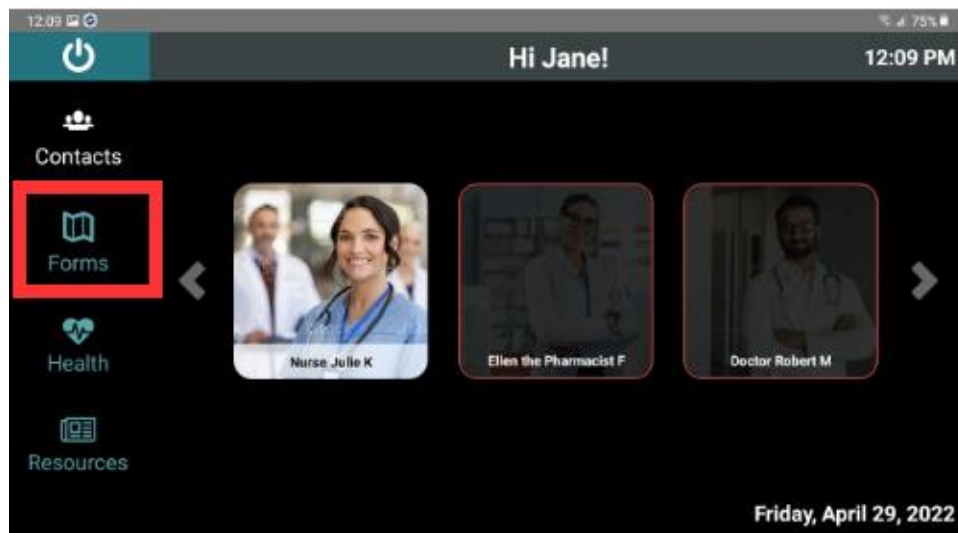 12:09
75%
Hi Jane!
12:09 PM
Contacts
Forms
Health
Resources
Nurse Julie K
Ellen the Pharmacist F
Doctor Robert M
Friday, April 29, 2022